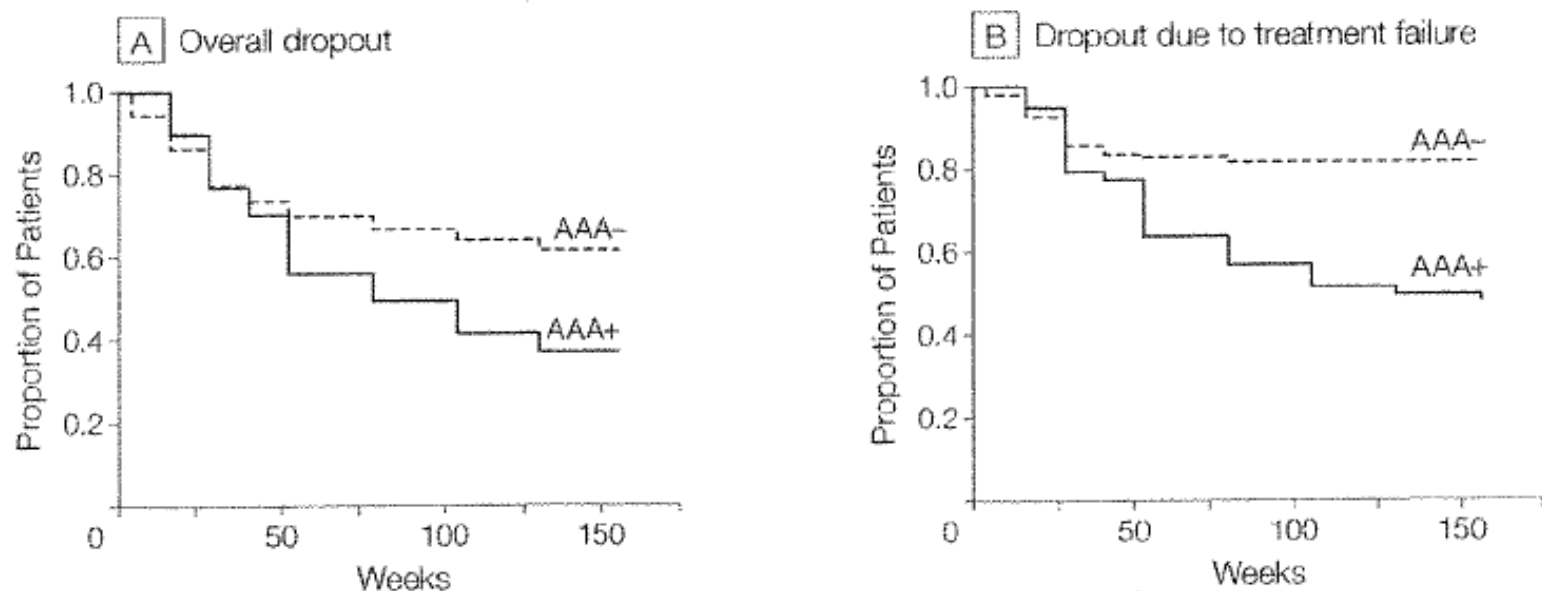 A Overall dropout
1.0
0.8
0.6
0.4
0.2
0
50
100
150
Proportion of Patients
Weeks
AAA–
AAA+
B Dropout due to treatment failure
1.0
0.8
0.6
0.4
0.2
0
50
100
150
Proportion of Patients
Weeks
AAA–
AAA+